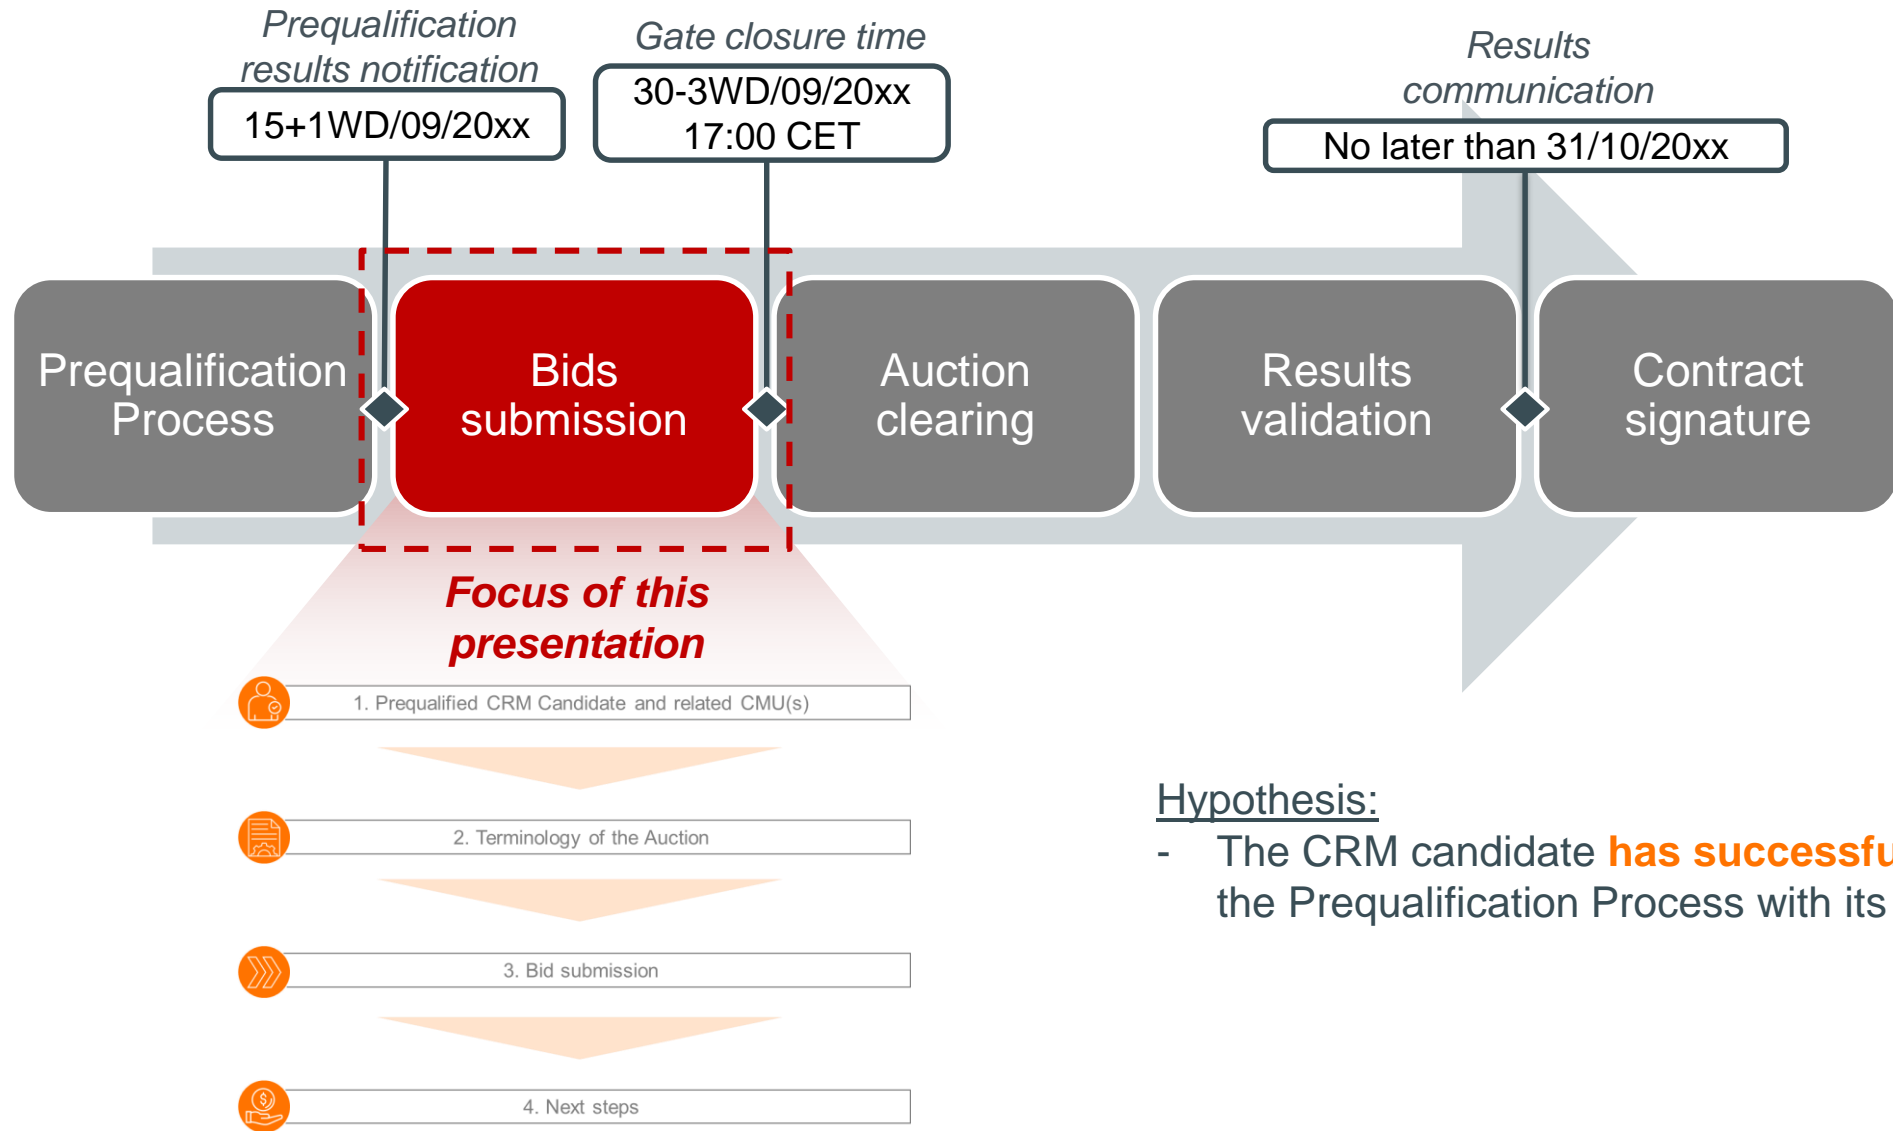 Prequalification
results notification
15+1WD/09/20xx
Gate closure time
30-3WD/09/20xx
17:00 CET
Results
communication
No later than 31/10/20xx
Prequalification
Process
Bids
submission
Auction
clearing
Results
validation
Contract
signature
Focus of this
presentation
1. Prequalified CRM Candidate and related CMU(s)
2. Terminology of the Auction
3. Bid submission
4. Next steps
Hypothesis:
- The CRM candidate has successfu
the Prequalification Process with its